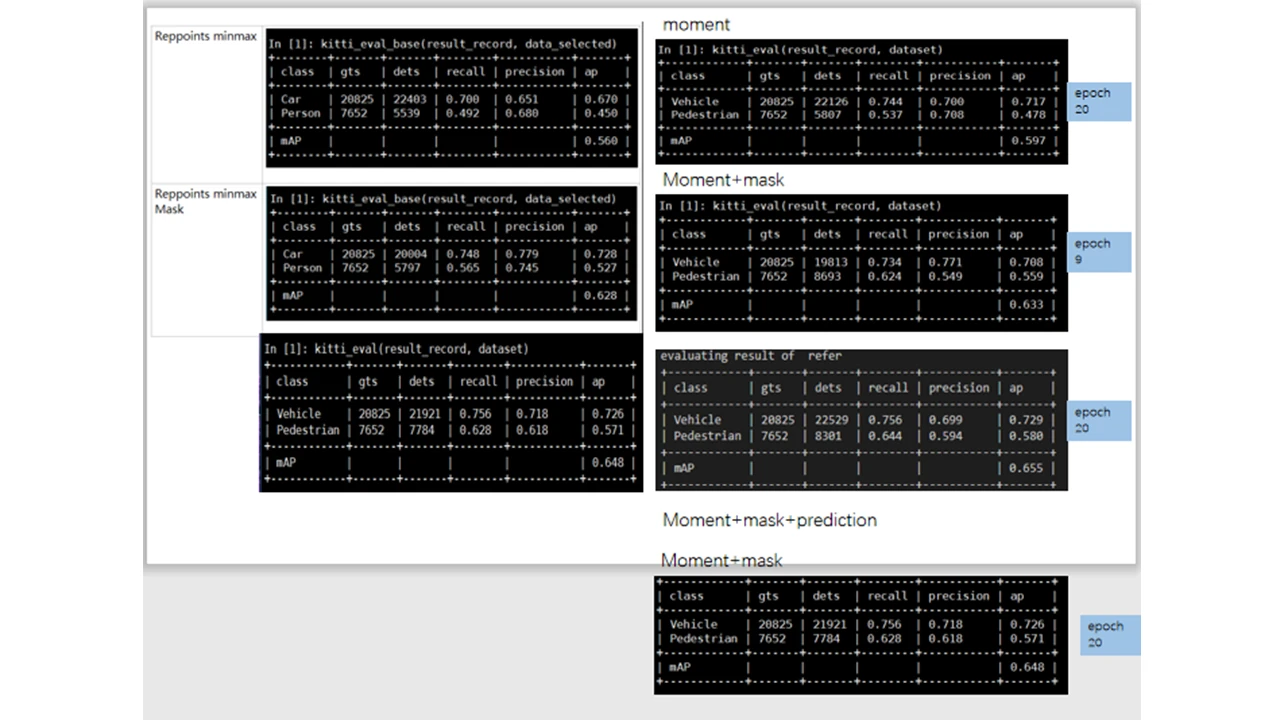 Reppoints minmax
In [1]: kitti_eval_base(result_record, data_selected)
| class | gts | dets | recall | precision | ap |
| Car | 20825 | 22403 | 0.700 | 0.651 | 0.670 |
| Person | 7652 | 5539 | 0.492 | 0.680 | 0.450 |
| mAP | | | | | 0.560 |
Reppoints minmax
Mask
In [1]: kitti_eval_base(result_record, data_selected)
| class | gts | dets | recall | precision | ap |
| Car | 20825 | 20004 | 0.748 | 0.779 | 0.728 |
| Person | 7652 | 5797 | 0.565 | 0.745 | 0.527 |
| mAP | | | | | 0.628 |
In [1]: kitti_eval(result_record, dataset)
| class | gts | dets | recall | precision | ap |
| Vehicle | 20825 | 21921 | 0.756 | 0.718 | 0.726 |
| Pedestrian | 7652 | 7784 | 0.628 | 0.618 | 0.571 |
| mAP | | | | | 0.648 |
moment
In [1]: kitti_eval(result_record, dataset)
| class | gts | dets | recall | precision | ap |
| Vehicle | 20825 | 22126 | 0.744 | 0.700 | 0.717 |
| Pedestrian | 7652 | 5807 | 0.537 | 0.708 | 0.478 |
| mAP | | | | | 0.597 |
epoch
20
Moment+mask
In [1]: kitti_eval(result_record, dataset)
| class | gts | dets | recall | precision | ap |
| Vehicle | 20825 | 19813 | 0.734 | 0.771 | 0.708 |
| Pedestrian | 7652 | 8693 | 0.624 | 0.549 | 0.559 |
| mAP | | | | | 0.633 |
epoch
9
evaluating result of refer
| class | gts | dets | recall | precision | ap |
| Vehicle | 20825 | 22529 | 0.756 | 0.699 | 0.729 |
| Pedestrian | 7652 | 8301 | 0.644 | 0.594 | 0.580 |
| mAP | | | | | 0.655 |
epoch
20
Moment+mask+prediction
Moment+mask
| class | gts | dets | recall | precision | ap |
| Vehicle | 20825 | 21921 | 0.756 | 0.718 | 0.726 |
| Pedestrian | 7652 | 7784 | 0.628 | 0.618 | 0.571 |
| mAP | | | | | 0.648 |
epoch
20